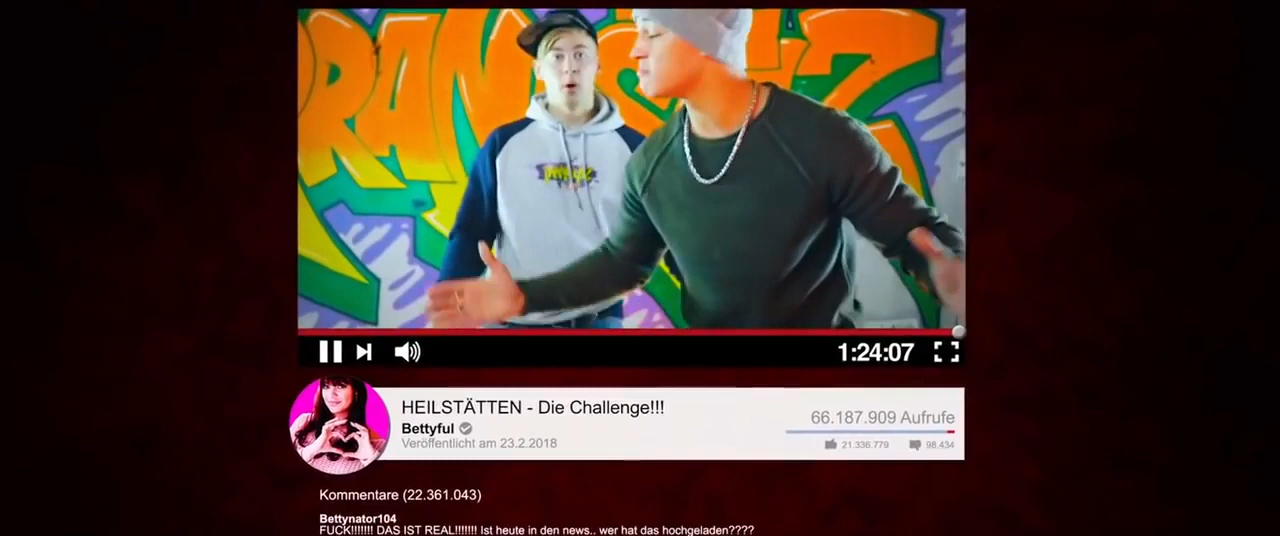 1:24:07
HEILSTÄTTEN - Die Challenge!!!
66.187.909 Aufrufe
Bettyful
Veröffentlicht am 23.2.2018
21.336.779 98.434
Kommentare (22.361.043)
Bettynator104
FUCK!!!!!!! DAS IST REAL!!!!!!! Ist heute in den news.. wer hat das hochgeladen????